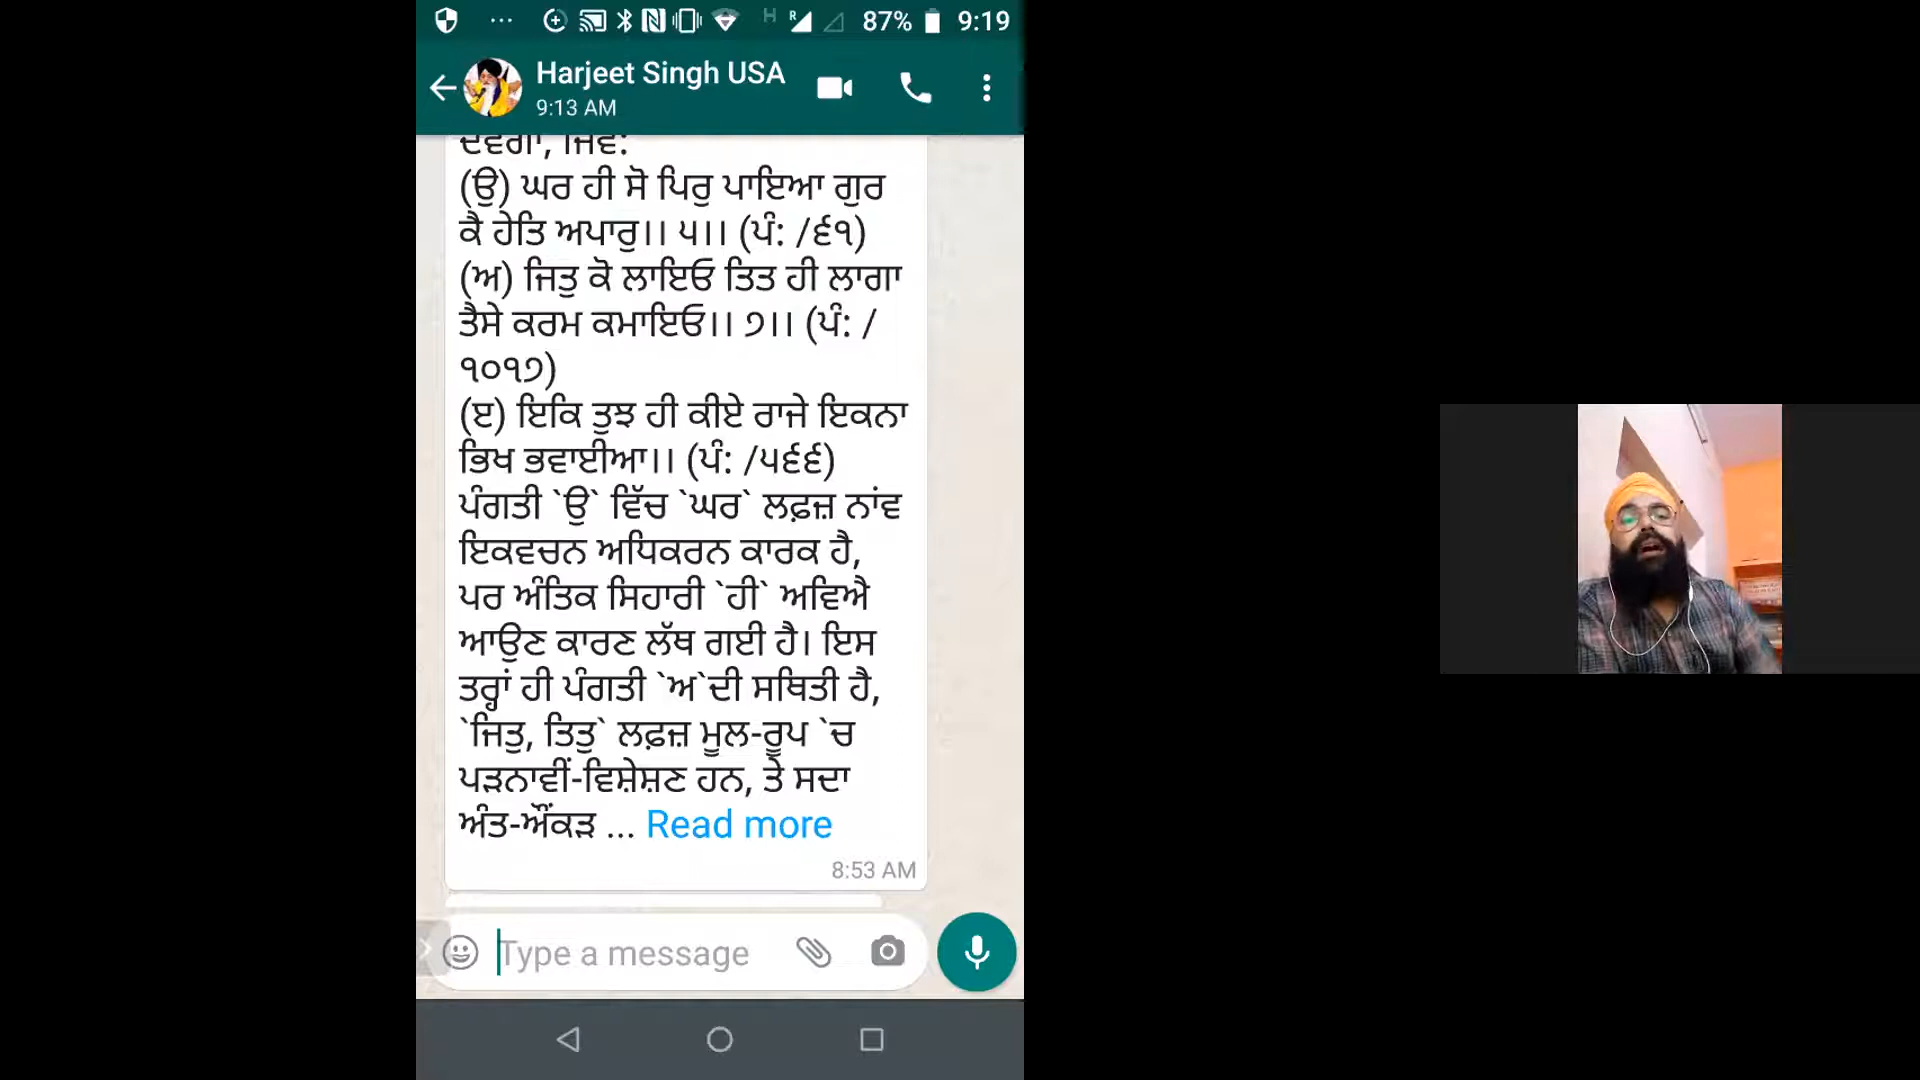 87% 9:19
Harjeet Singh USA
9:13 AM
ਦੇਵੇਗਾ, ਜਿਵੇਂ:
(ੳ) ਘਰ ਹੀ ਸੋ ਪਿਰੁ ਪਾਇਆ ਗੁਰ
ਕੈ ਹੇਤਿ ਅਪਾਰੁ।। ੫।। (ਪੰ: /੬੧)
(ਅ) ਜਿਤੁ ਕੋ ਲਾਇਓ ਤਿਤ ਹੀ ਲਾਗਾ
ਤੈਸੇ ਕਰਮ ਕਮਾਇਓ।। ੭।। (ਪੰ: /
੧੦੧੭)
(ੲ) ਇਕਿ ਤੁਝ ਹੀ ਕੀਏ ਰਾਜੇ ਇਕਨਾ
ਭਿਖ ਭਵਾਈਆ।। (ਪੰ: /੫੬੬)
ਪੰਗਤੀ `ੳ` ਵਿੱਚ `ਘਰ` ਲਫ਼ਜ਼ ਨਾਂਵ
ਇਕਵਚਨ ਅਧਿਕਰਨ ਕਾਰਕ ਹੈ,
ਪਰ ਅੰਤਿਕ ਸਿਹਾਰੀ `ਹੀ` ਅਵਿਐ
ਆਉਣ ਕਾਰਣ ਲੱਥ ਗਈ ਹੈ। ਇਸ
ਤਰ੍ਹਾਂ ਹੀ ਪੰਗਤੀ `ਅ`ਦੀ ਸਥਿਤੀ ਹੈ,
`ਜਿਤੁ, ਤਿਤੁ` ਲਫ਼ਜ਼ ਮੂਲ-ਰੂਪ `ਚ
ਪੜਨਾਵੀਂ-ਵਿਸ਼ੇਸ਼ਣ ਹਨ, ਤੇ ਸਦਾ
ਅੰਤ-ਔਂਕੜ ... Read more
8:53 AM
Type a message